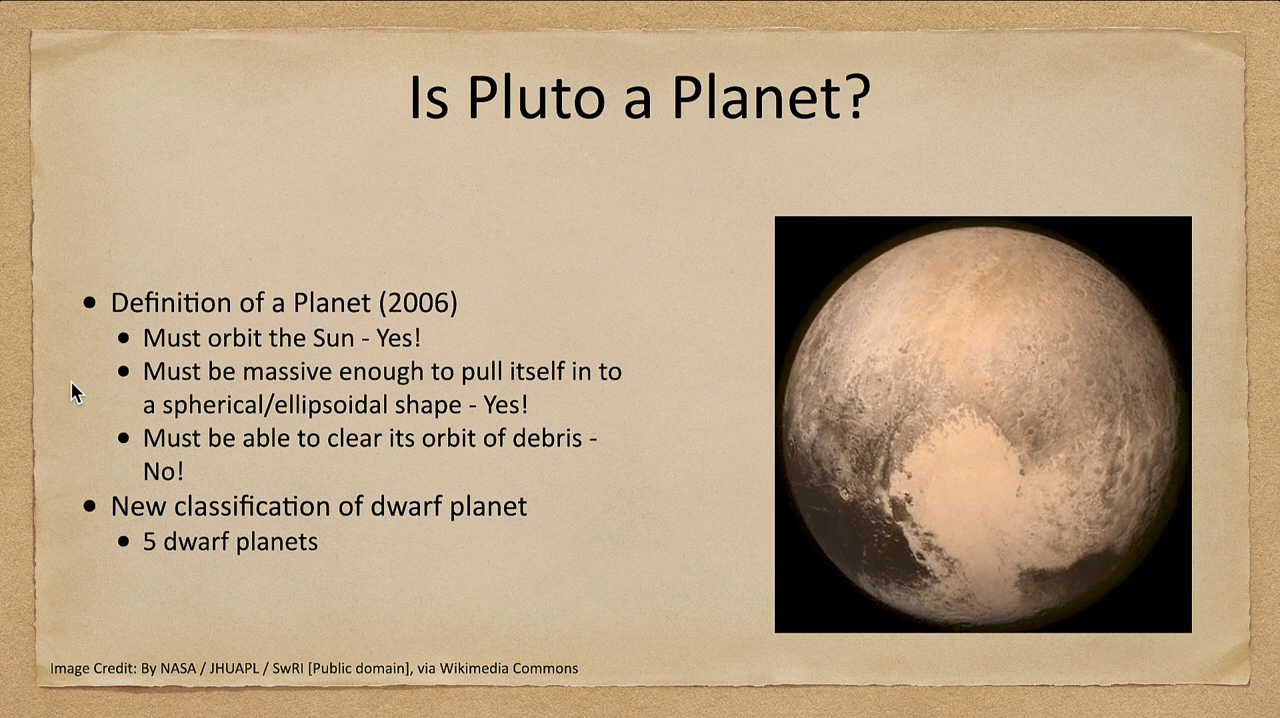 Is Pluto a Planet?
• Definition of a Planet (2006)
• Must orbit the Sun - Yes!
• Must be massive enough to pull itself in to
a spherical/ellipsoidal shape - Yes!
• Must be able to clear its orbit of debris -
No!
• New classification of dwarf planet
• 5 dwarf planets
Image Credit: By NASA / JHUAPL / SwRI [Public domain], via Wikimedia Commons